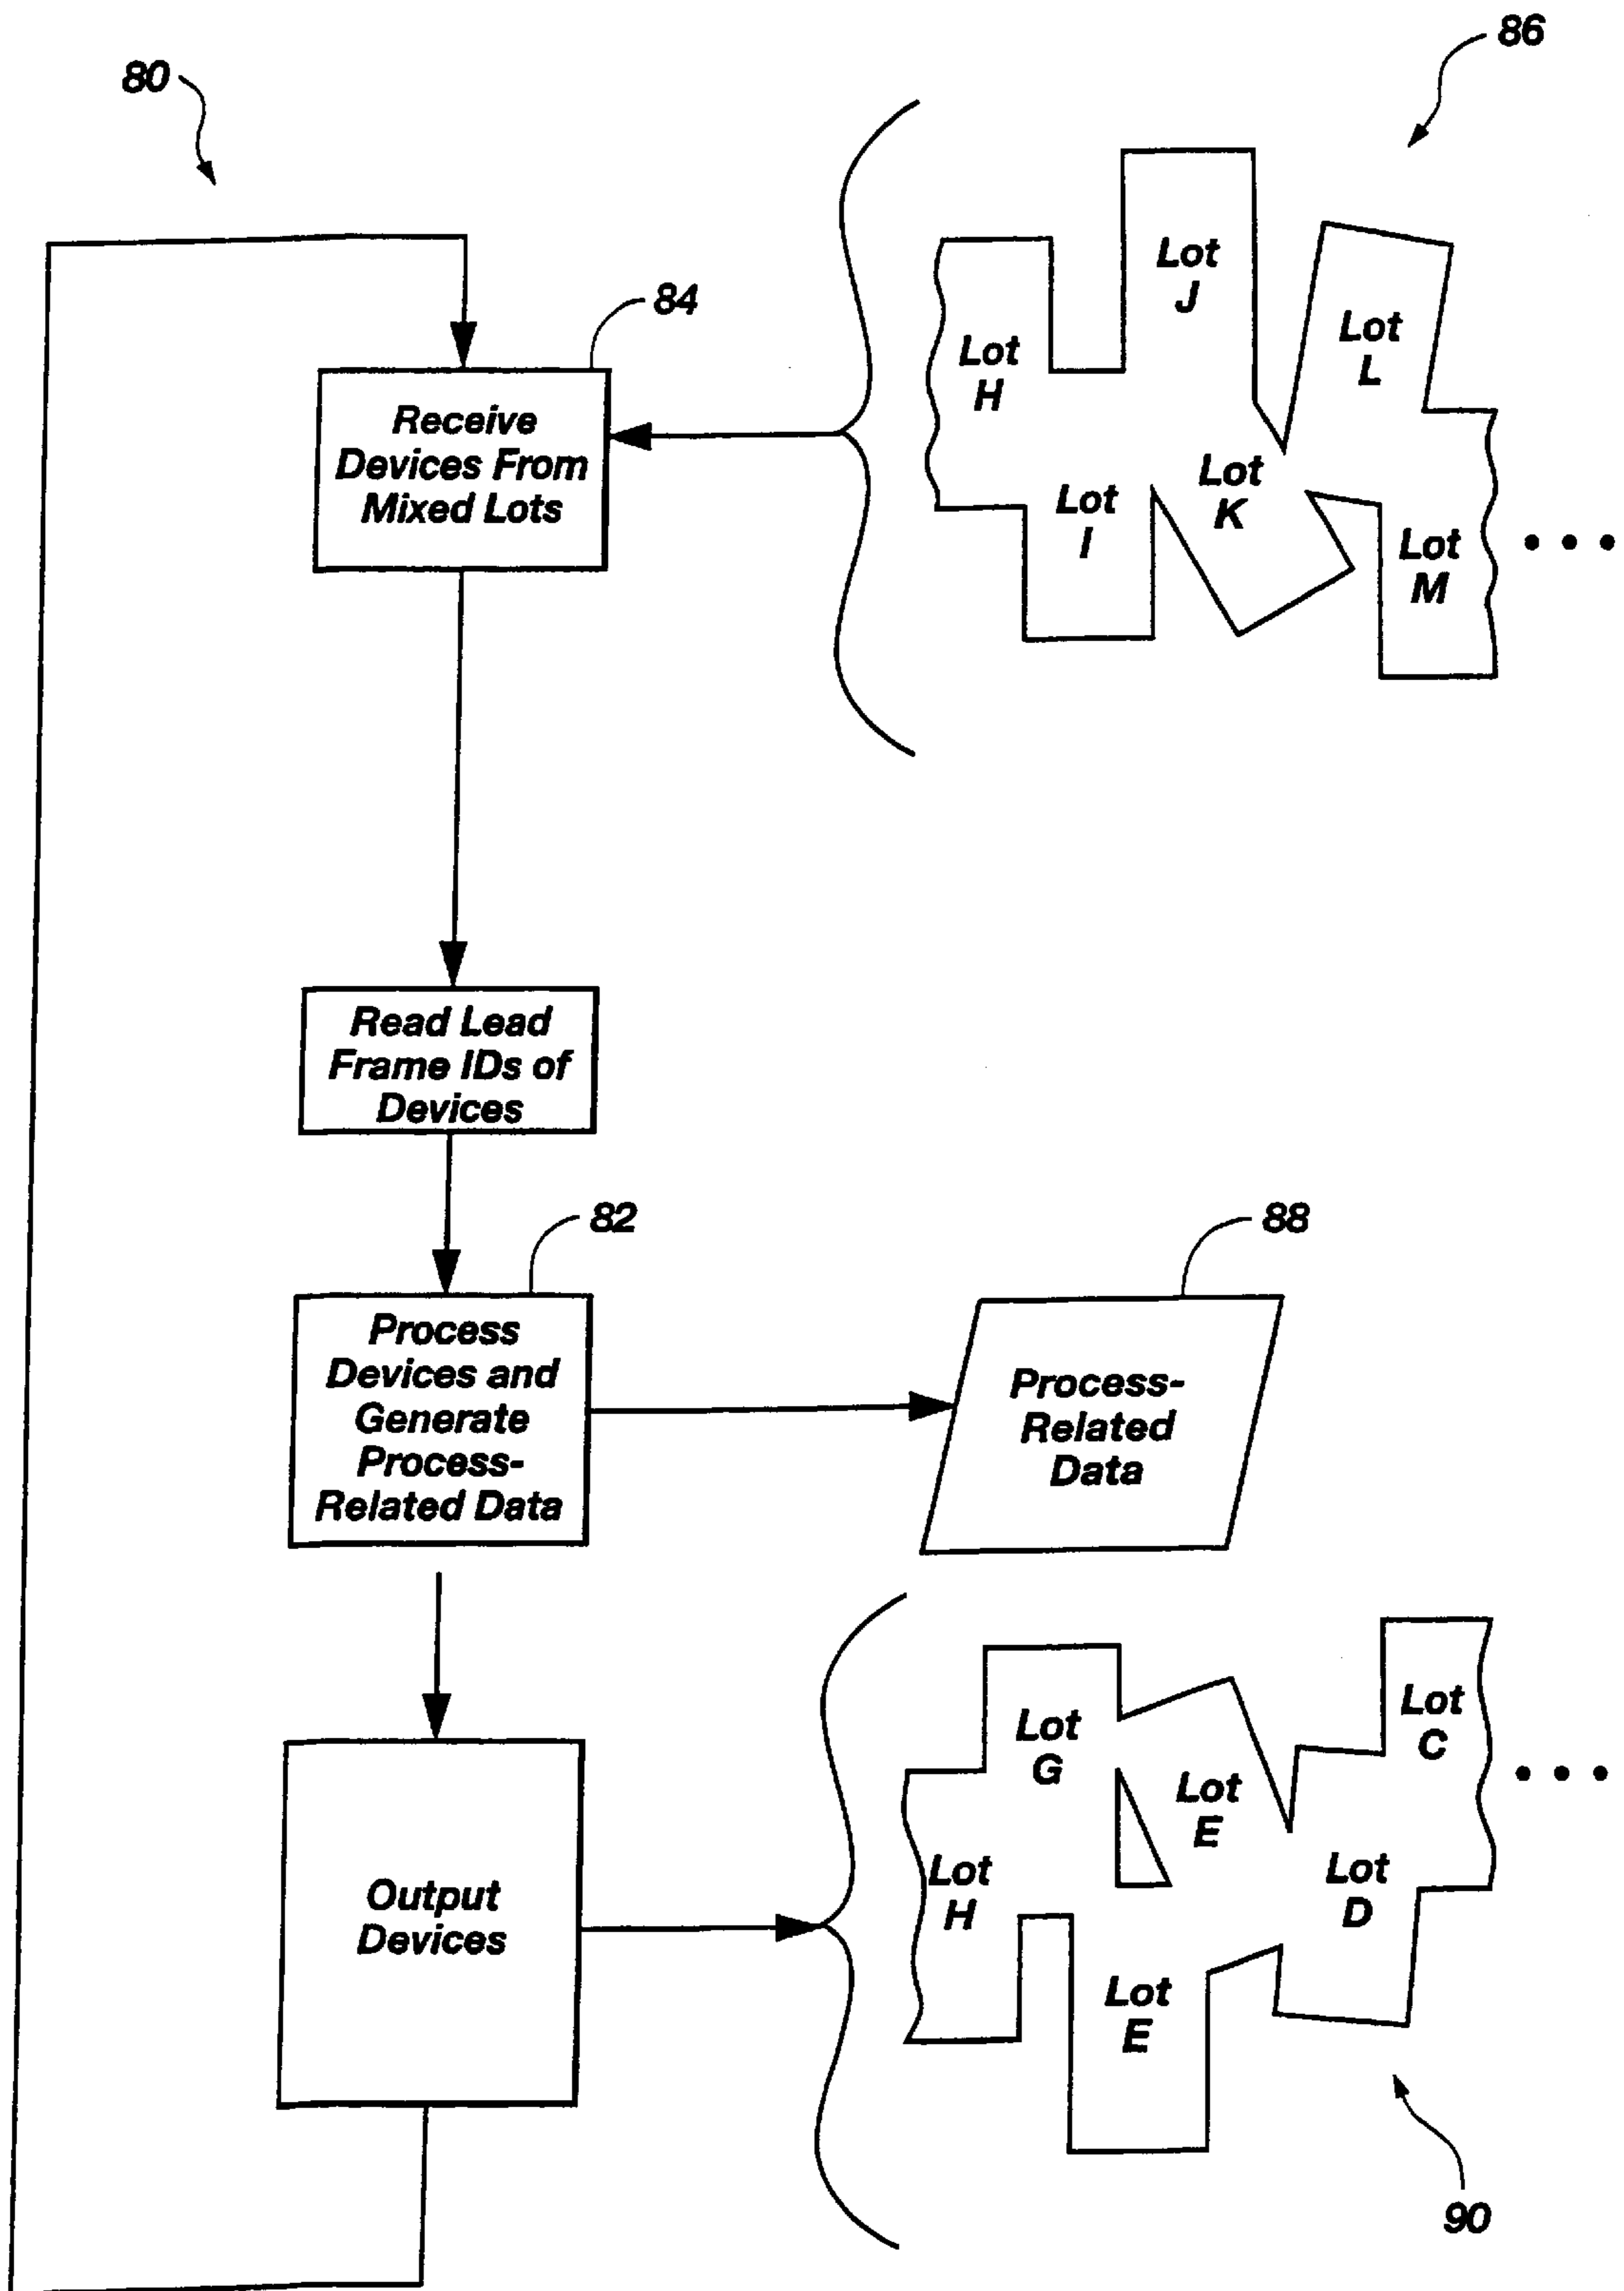 80
86
84
Lot
J
Lot
L
Lot
H
Receive
Devices From
Mixed Lots
Lot
K
Lot
I
Lot
M
• • •
Read Lead
Frame IDs of
Devices
82
88
Process
Devices and
Generate
Process-
Related Data
Process-
Related
Data
Lot
G
Lot
C
Lot
E
• • •
Lot
H
Lot
D
Output
Devices
Lot
E
90